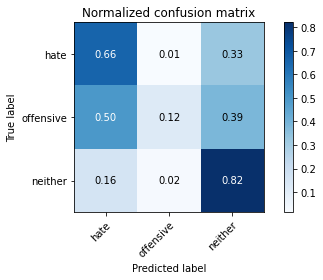 Normalized confusion matrix
True label
hate
0.66 0.01 0.33
offensive
0.50 0.12 0.39
neither
0.16 0.02 0.82
hate
offensive
neither
Predicted label
0.8
0.7
0.6
0.5
0.4
0.3
0.2
0.1